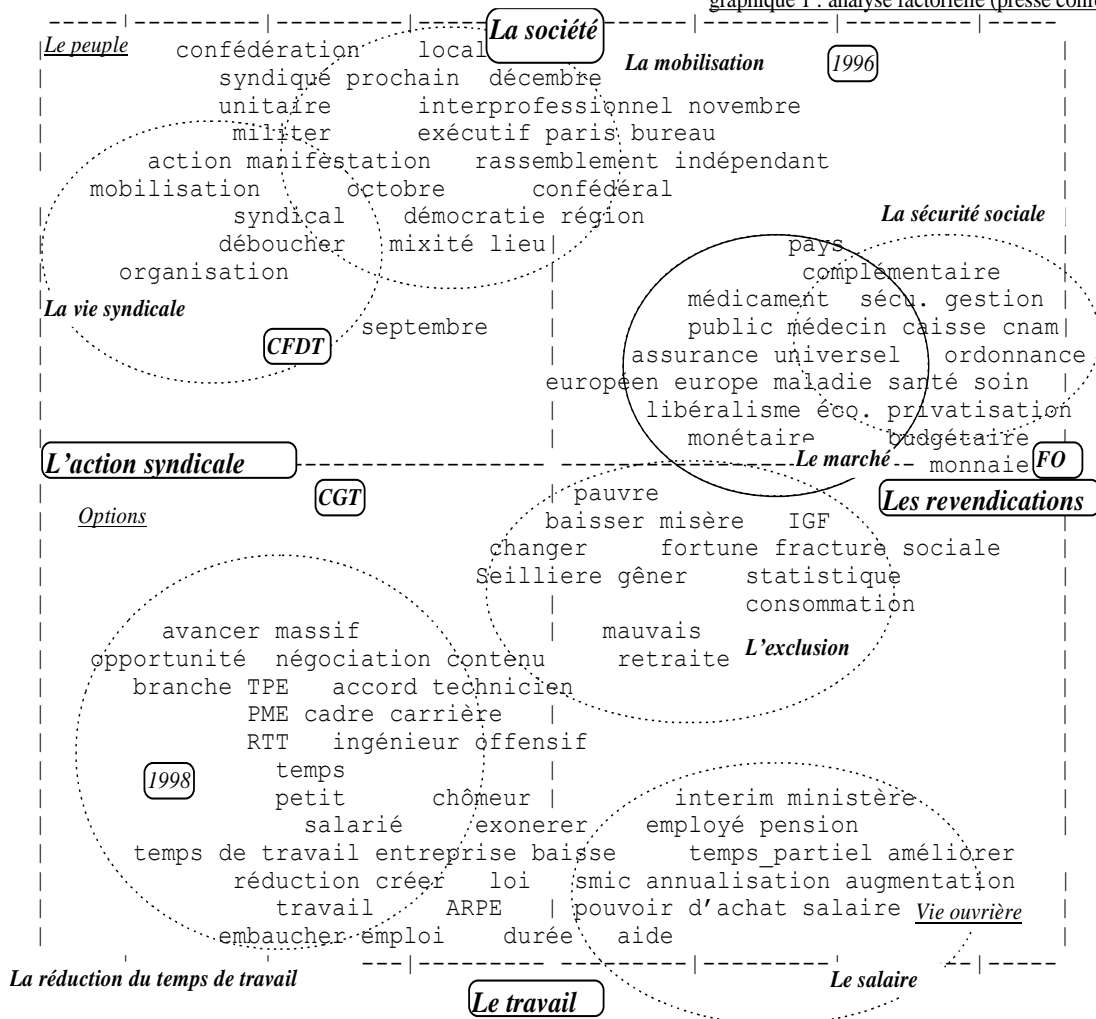 graphique 1 : analyse factorielle (presse conf
La société
Le peuple confédération local
La mobilisation 1996
syndiqué prochain décembre
unitaire interprofessionnel novembre
militer exécutif paris bureau
action manifestation rassemblement indépendant
mobilisation octobre confédéral
syndical démocratie région
La sécurité sociale
déboucher mixité lieu pays
organisation complémentaire
La vie syndicale médicament sécu. gestion
septembre public médecin caisse cnam
CFDT assurance universel ordonnance
européen europe maladie santé soin
libéralisme éco. privatisation
monétaire budgétaire
L'action syndicale Le marché monnaie FO
CGT pauvre Les revendications
Options baisser misère IGF
changer fortune fracture sociale
Seilliere gêner statistique
consommation
avancer massif mauvais
opportunité négociation contenu retraite L'exclusion
branche TPE accord technicien
PME cadre carrière
RTT ingénieur offensif
1998 temps
petit chômeur interim ministère
salarié exonerer employé pension
temps de travail entreprise baisse temps_partiel améliorer
réduction créer loi smic annualisation augmentation
travail ARPE pouvoir d'achat salaire Vie ouvrière
embaucher emploi durée aide
La réduction du temps de travail Le salaire
Le travail